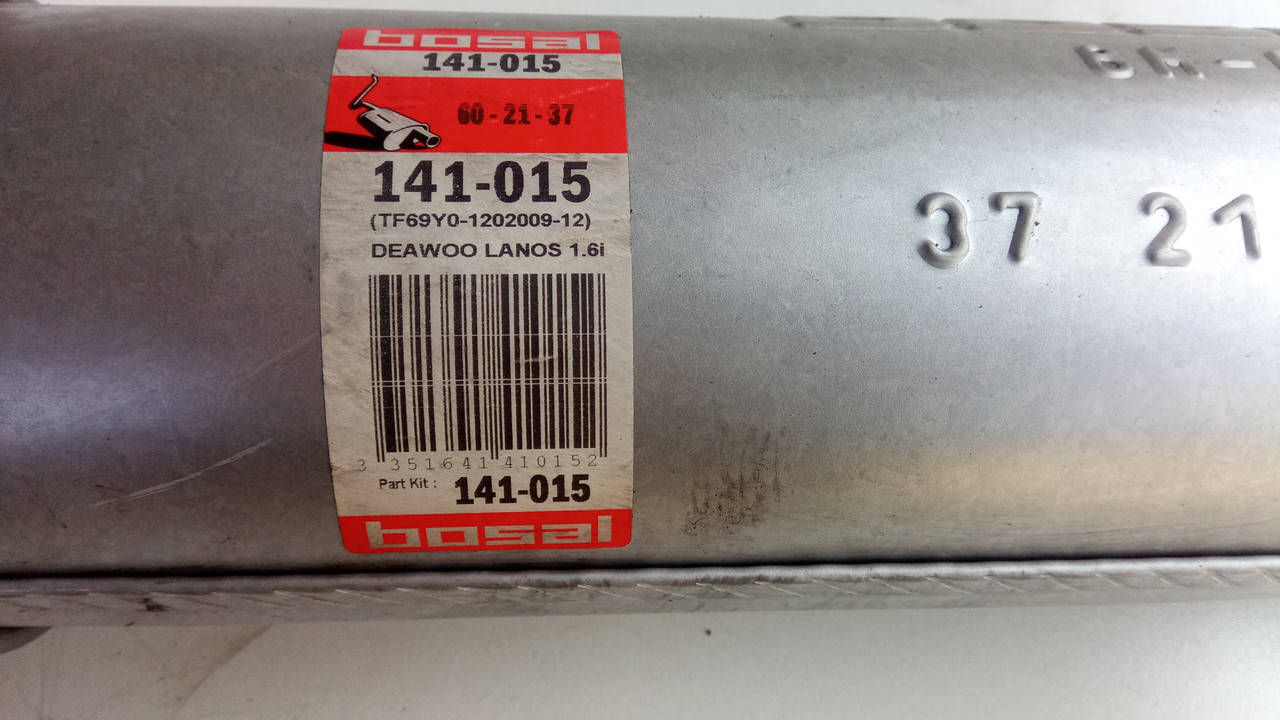 bosal
141-015
60-21-37
141-015
(TF69Y0-1202009-12)
DEAWOO LANOS 1.6i
3 351641 410152
Part Kit : 141-015
bosal
37 21